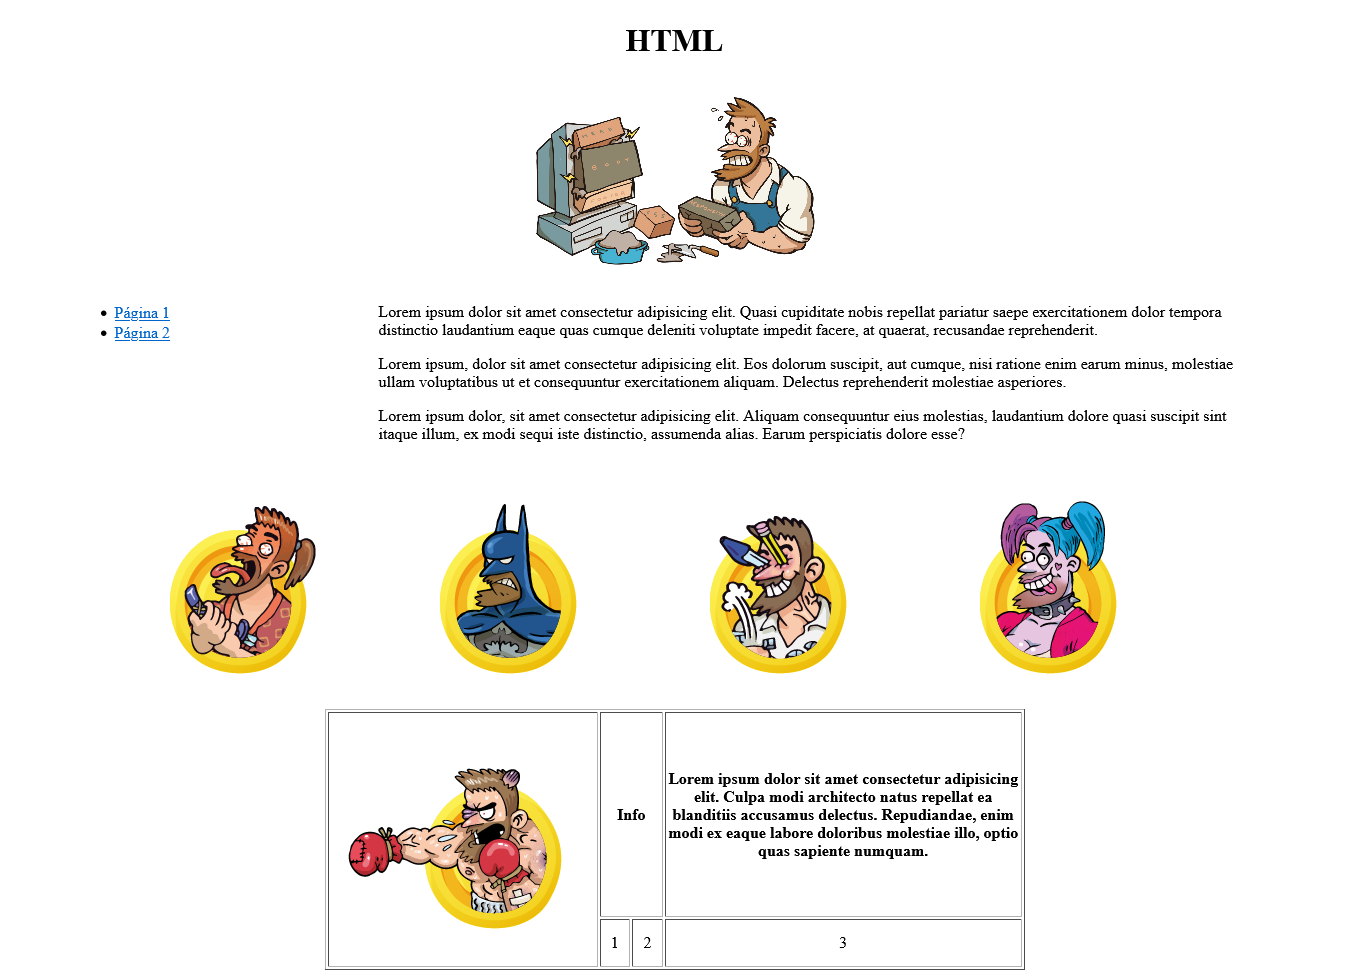 HTML
Página 1
Página 2
Lorem ipsum dolor sit amet consectetur adipisicing elit. Quasi cupiditate nobis repellat pariatur saepe exercitationem dolor tempora
distinctio laudantium eaque quas cumque deleniti voluptate impedit facere, at quaerat, recusandae reprehenderit.
Lorem ipsum, dolor sit amet consectetur adipisicing elit. Eos dolorum suscipit, aut cumque, nisi ratione enim earum minus, molestiae
ullam voluptatibus ut et consequuntur exercitationem aliquam. Delectus reprehenderit molestiae asperiores.
Lorem ipsum dolor, sit amet consectetur adipisicing elit. Aliquam consequuntur eius molestias, laudantium dolore quasi suscipit sint
itaque illum, ex modi sequi iste distinctio, assumenda alias. Earum perspiciatis dolore esse?
Info
Lorem ipsum dolor sit amet consectetur adipisicing
elit. Culpa modi architecto natus repellat ea
blanditiis accusamus delectus. Repudiandae, enim
modi ex eaque labore doloribus molestiae illo, optio
quas sapiente numquam.
1
2
3